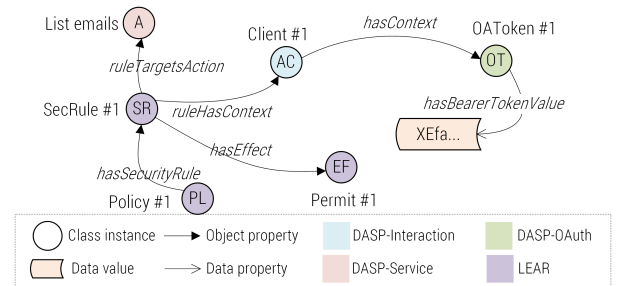 List emails
A
Client #1
hasContext
OAToken #1
AC
OT
ruleTargetsAction
SecRule #1
SR
ruleHasContext
hasBearerTokenValue
XEfa...
hasEffect
EF
hasSecurityRule
Policy #1
PL
Permit #1
Class instance
Object property
DASP-Interaction
DASP-OAuth
Data value
Data property
DASP-Service
LEAR